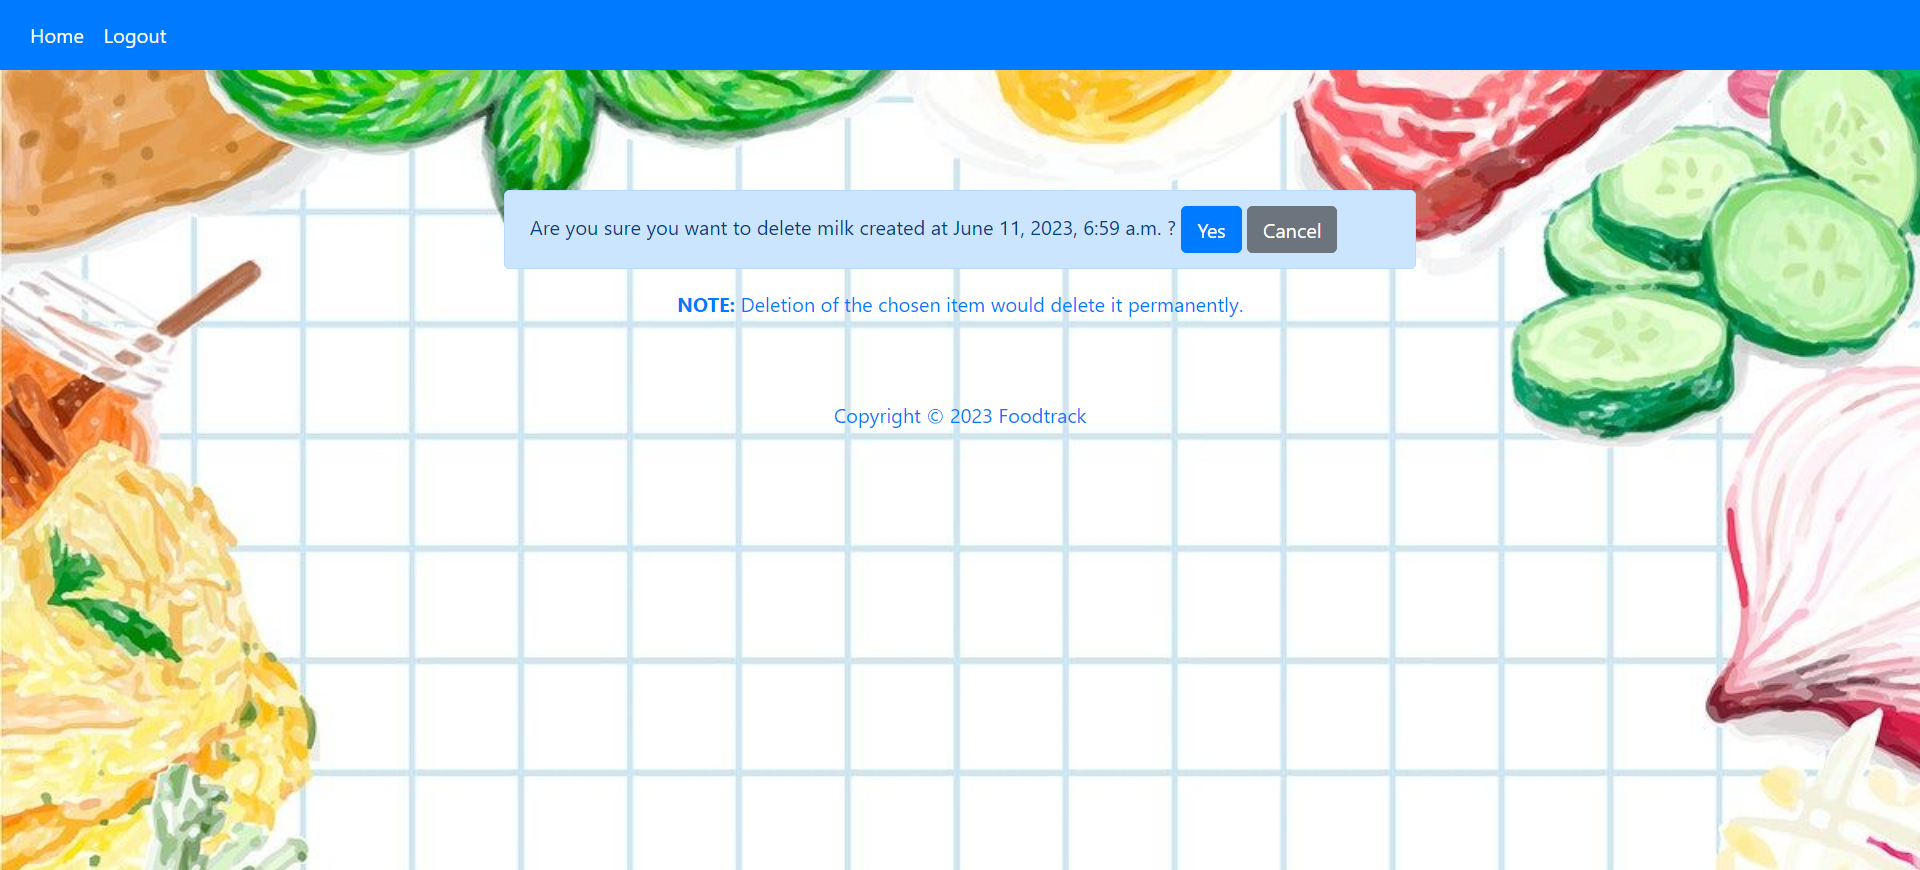 Home Logout
Are you sure you want to delete milk created at June 11, 2023, 6:59 a.m. ? Yes Cancel
NOTE: Deletion of the chosen item would delete it permanently.
Copyright © 2023 Foodtrack